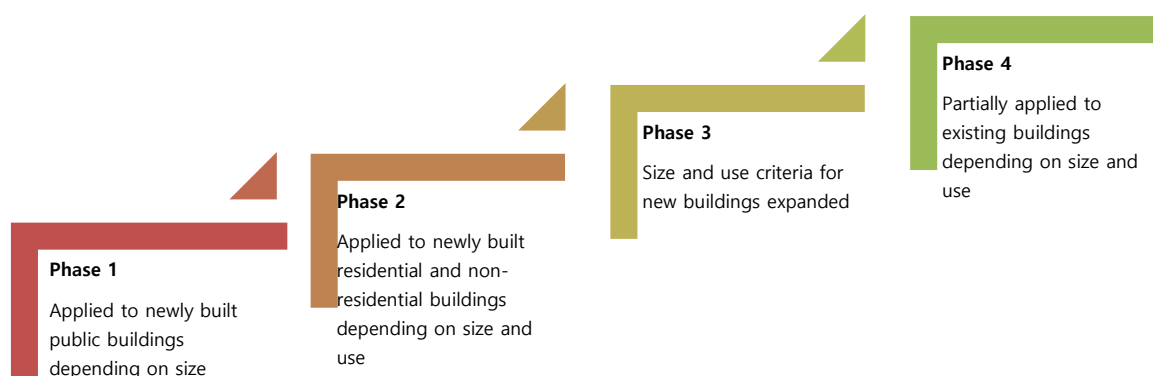 Phase 1
Applied to newly built
public buildings
depending on size
Phase 2
Applied to newly built
residential and non-
residential buildings
depending on size and
use
Phase 3
Size and use criteria for
new buildings expanded
Phase 4
Partially applied to
existing buildings
depending on size and
use